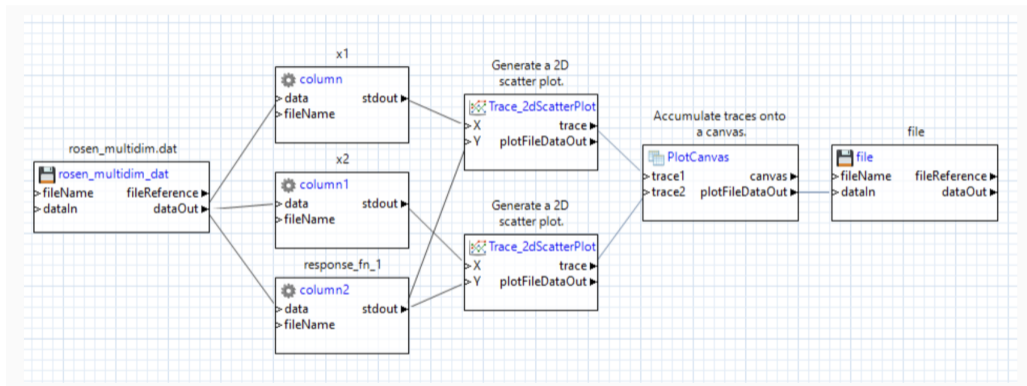 rosen_multidim.dat
rosen_multidim_dat
fileName fileReference
dataIn dataOut
x1
column
data stdout
fileName
x2
column1
data stdout
fileName
response_fn_1
column2
data stdout
fileName
Generate a 2D
scatter plot.
Trace_2dScatterPlot
X trace
Y plotFileDataOut
Generate a 2D
scatter plot.
Trace_2dScatterPlot
X trace
Y plotFileDataOut
Accumulate traces onto
a canvas.
PlotCanvas
trace1 canvas
trace2 plotFileDataOut
file
file
fileName fileReference
dataIn dataOut